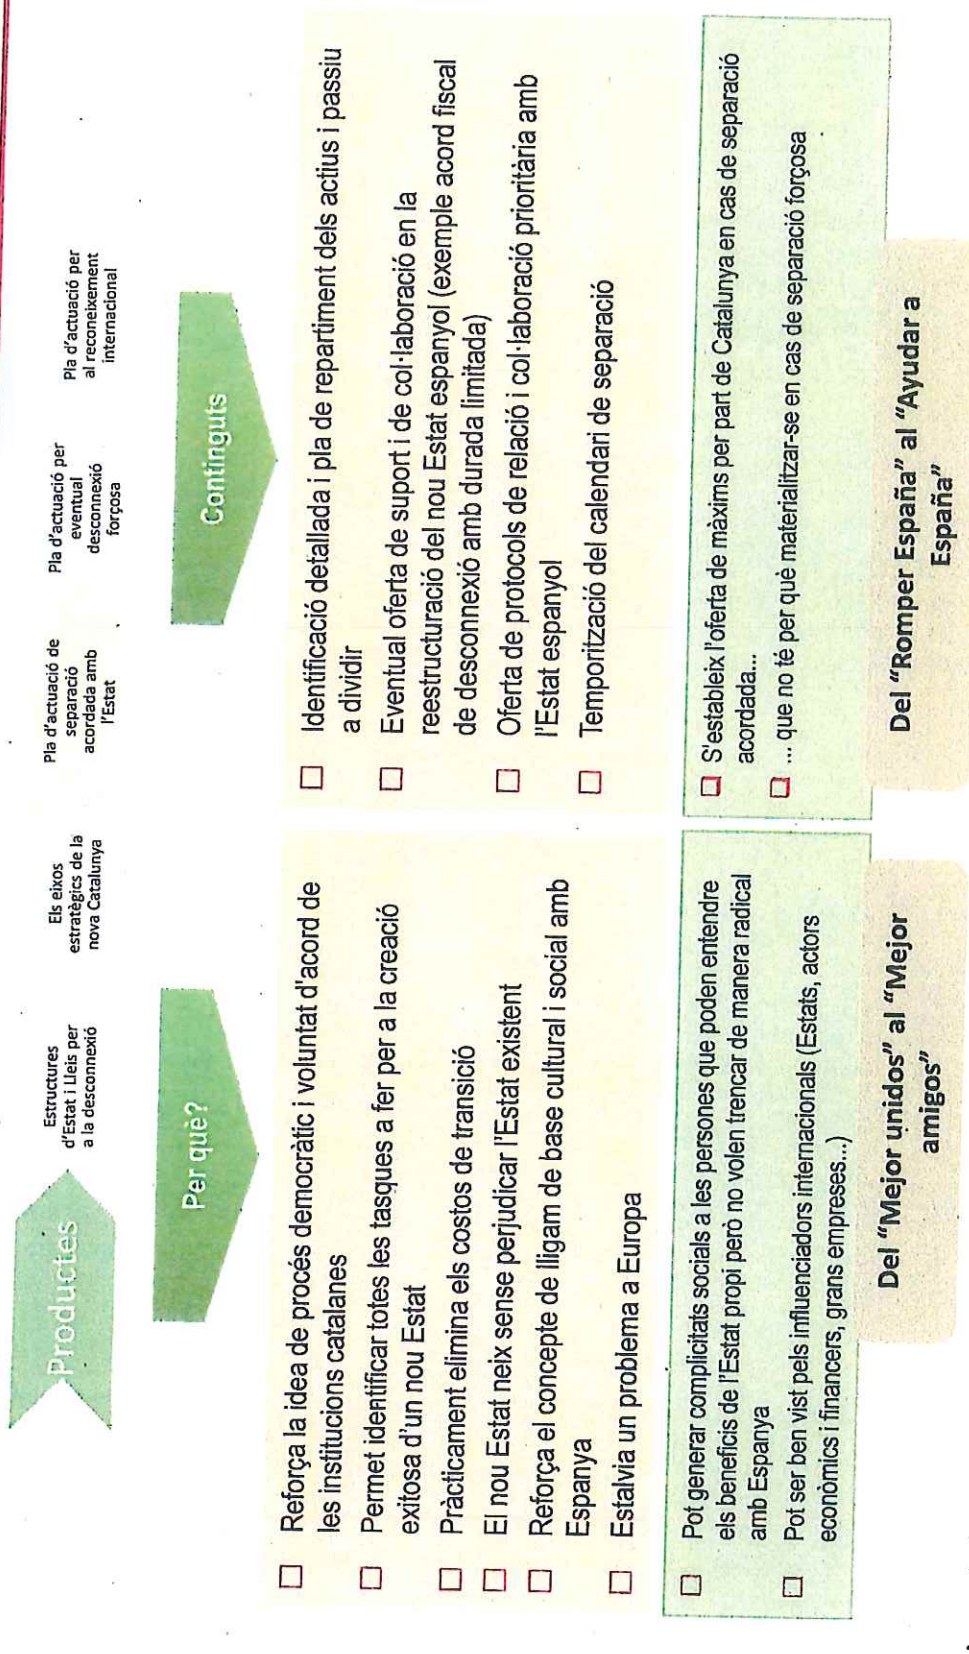 Productes
Estructures
d'Estat i Lleis per
a la desconnexió
Els eixos
estratègics de la
nova Catalunya
Pla d'actuació de
separació
acordada amb
l'Estat
Pla d'actuació per
eventual
desconnexió
forçosa
Pla d'actuació per
al reconeixement
internacional
Per què?
Reforça la idea de procés democràtic i voluntat d'acord de
les institucions catalanes
Permet identificar totes les tasques a fer per a la creació
exitosa d'un nou Estat
Pràcticament elimina els costos de transició
El nou Estat neix sense perjudicar l'Estat existent
Reforça el concepte de lligam de base cultural i social amb
Espanya
Estalvia un problema a Europa
Pot generar complicitats socials a les persones que poden entendre
els beneficis de l'Estat propi però no volen trencar de manera radical
amb Espanya
Pot ser ben vist pels influenciadors internacionals (Estats, actors
econòmics i financers, grans empreses...)
Del "Mejor unidos" al "Mejor
amigos"
Continguts
Identificació detallada i pla de repartiment dels actius i passiu
a dividir
Eventual oferta de suport i de col·laboració en la
reestructuració del nou Estat espanyol (exemple acord fiscal
de desconnexió amb durada limitada)
Oferta de protocols de relació i col·laboració prioritària amb
l'Estat espanyol
Temporització del calendari de separació
S'estableix l'oferta de màxims per part de Catalunya en cas de separació
acordada...
... que no té per què materialitzar-se en cas de separació forçosa
Del "Romper España" al "Ayudar a
España"